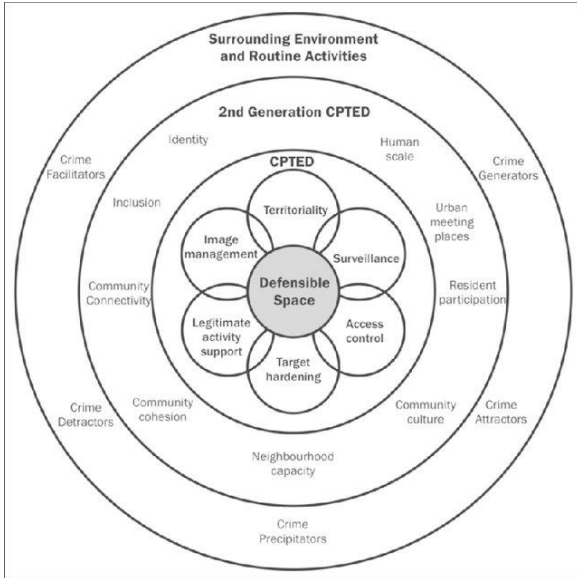 Surrounding Environment
and Routine Activities
2nd Generation CPTED
Identity
Human
scale
Crime
Facilitators
CPTED
Crime
Generators
Inclusion
Territoriality
Urban
meeting
places
Image
management
Surveillance
Community
Connectivity
Defensible
Space
Resident
participation
Legitimate
activity
support
Access
control
Target
hardening
Crime
Detractors
Community
cohesion
Community
culture
Crime
Attractors
Neighbourhood
capacity
Crime
Precipitators